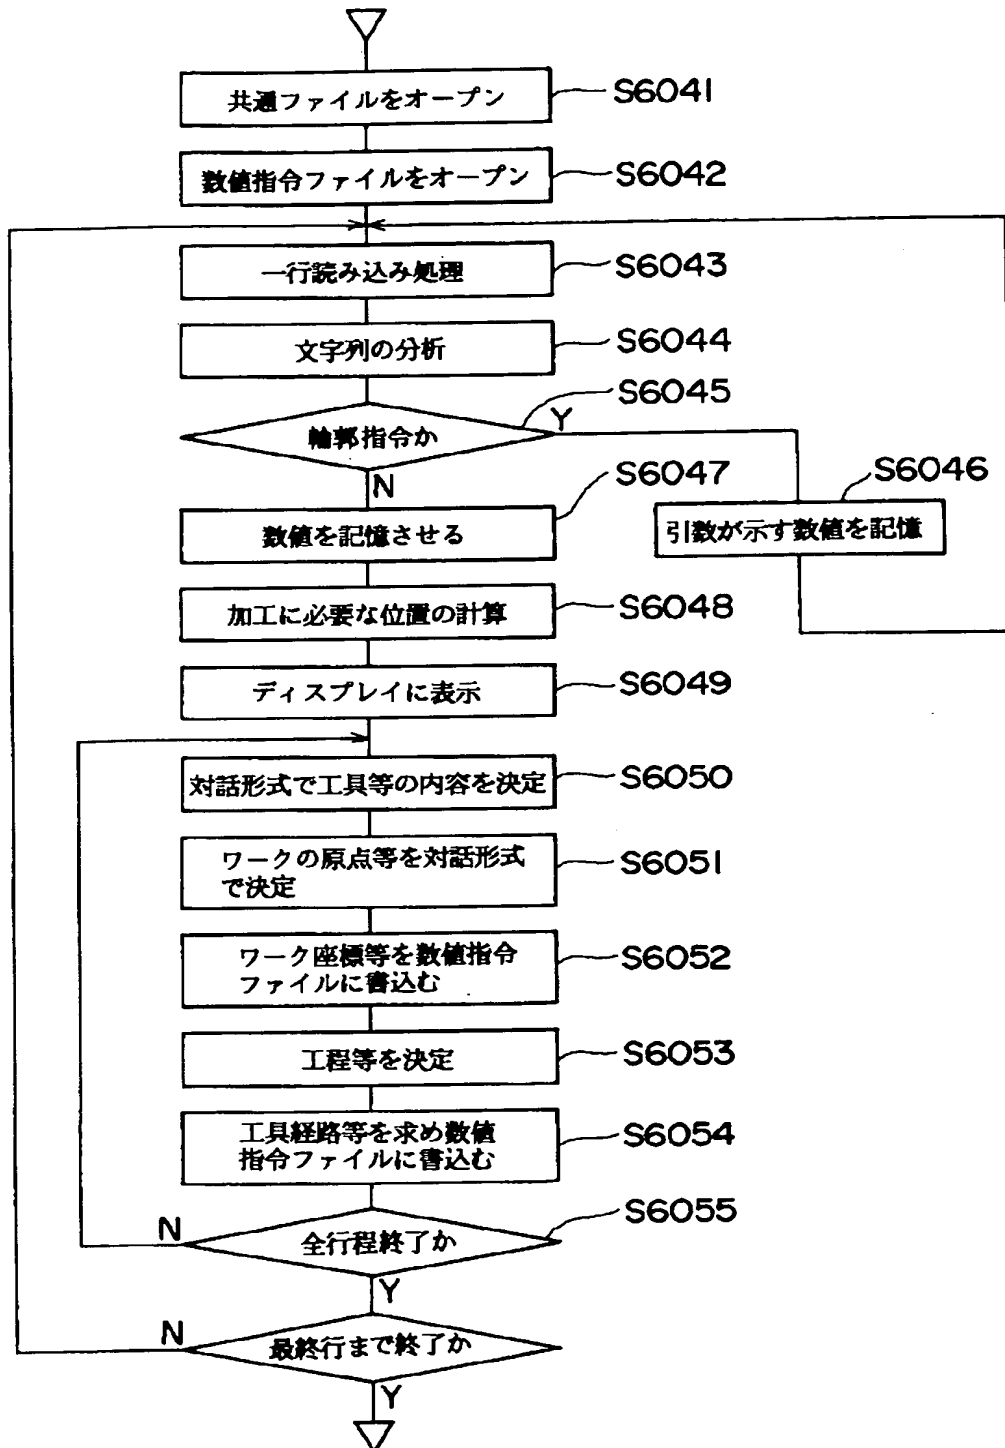 共通ファイルをオープン
S6041
数値指令ファイルをオープン
S6042
一行読み込み処理
S6043
文字列の分析
S6044
S6045
輪郭指令か
Y
N
S6047
S6046
数値を記憶させる
引数が示す数値を記憶
加工に必要な位置の計算
S6048
ディスプレイに表示
S6049
対話形式で工具等の内容を決定
S6050
ワークの原点等を対話形式
で決定
S6051
ワーク座標等を数値指令
ファイルに書込む
S6052
工程等を決定
S6053
工具経路等を求め数値
指令ファイルに書込む
S6054
S6055
N
全行程終了か
Y
N
最終行まで終了か
Y